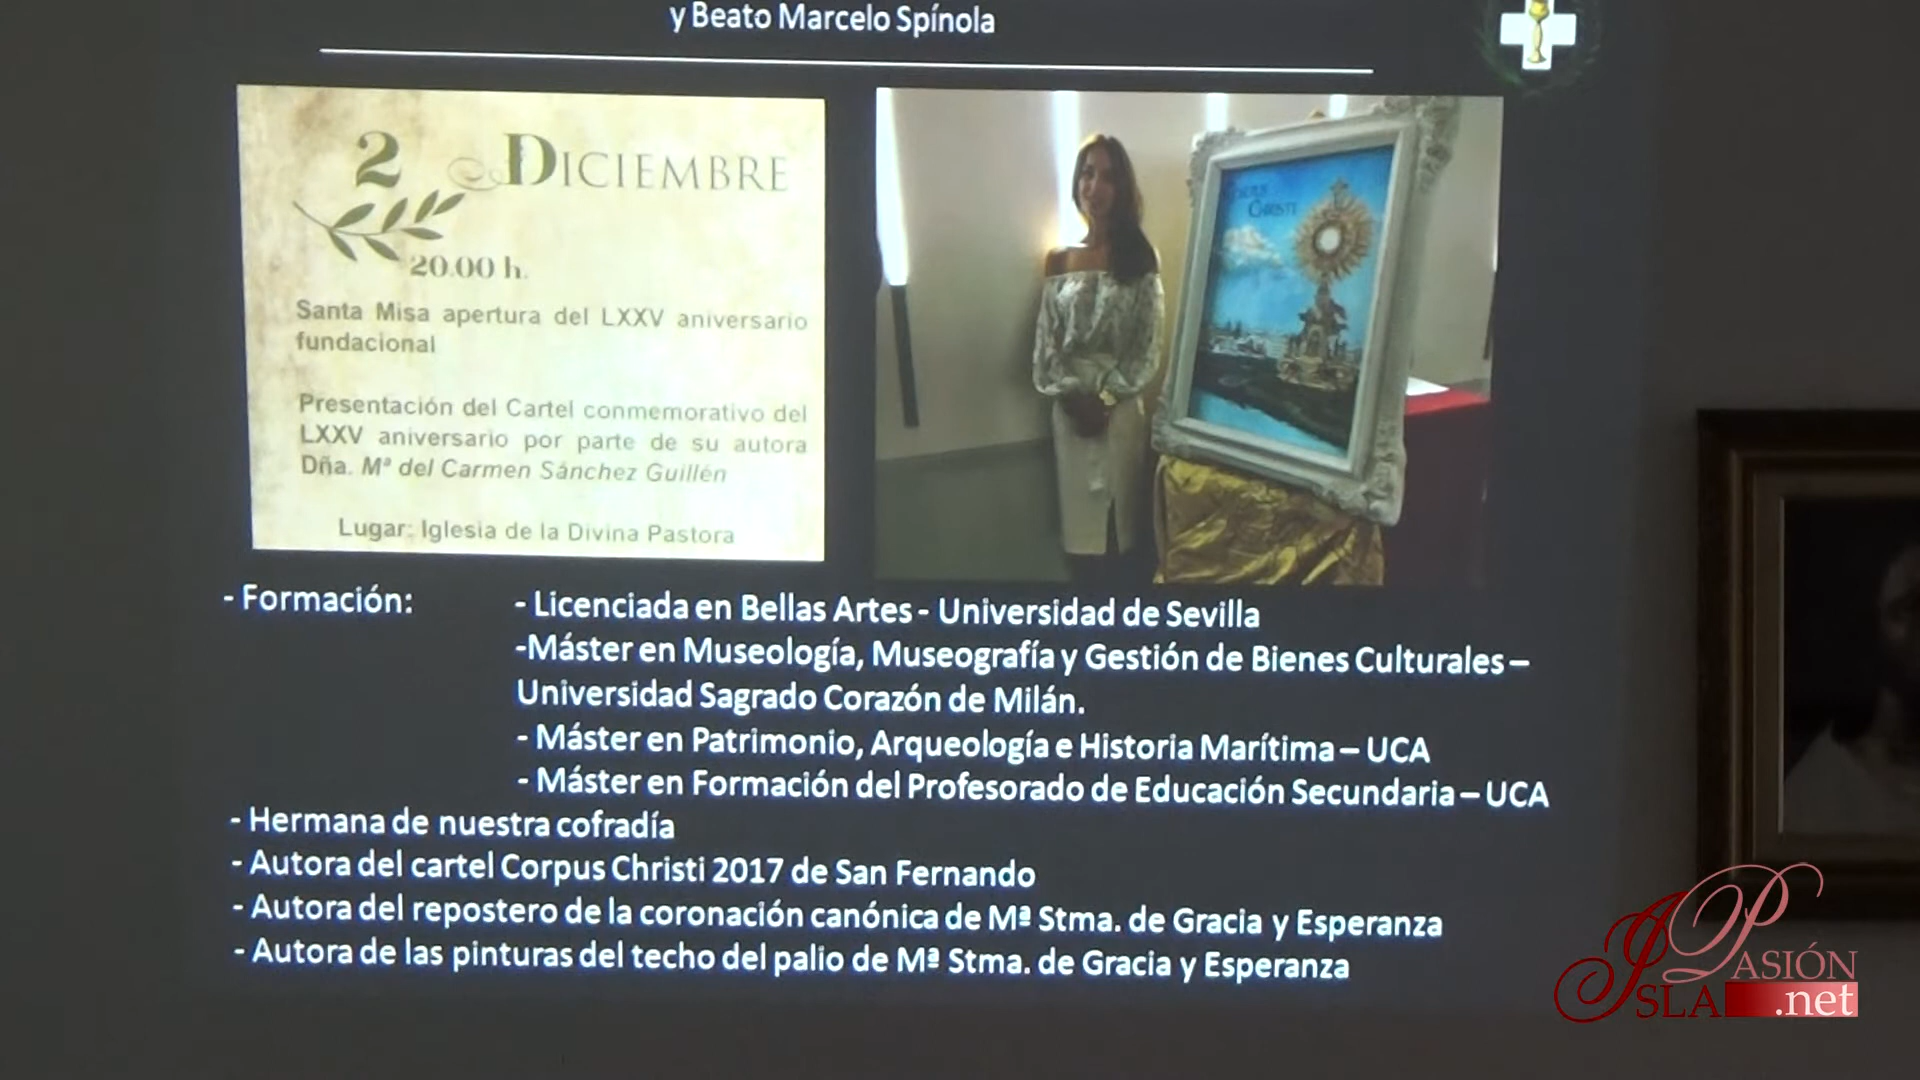 y Beato Marcelo Spínola
2 Diciembre
20.00 h.
Santa Misa apertura del LXXV aniversario
fundacional
Presentación del Cartel conmemorativo del
LXXV aniversario por parte de su autora
Dña. Mª del Carmen Sánchez Guillén
Lugar: Iglesia de la Divina Pastora
CORPUS
CHRISTI
- Formación:
- Licenciada en Bellas Artes - Universidad de Sevilla
-Máster en Museología, Museografía y Gestión de Bienes Culturales –
Universidad Sagrado Corazón de Milán.
- Máster en Patrimonio, Arqueología e Historia Marítima – UCA
- Máster en Formación del Profesorado de Educación Secundaria – UCA
- Hermana de nuestra cofradía
- Autora del cartel Corpus Christi 2017 de San Fernando
- Autora del repostero de la coronación canónica de Mª Stma. de Gracia y Esperanza
- Autora de las pinturas del techo del palio de Mª Stma. de Gracia y Esperanza
ISLA PASIÓN
.net